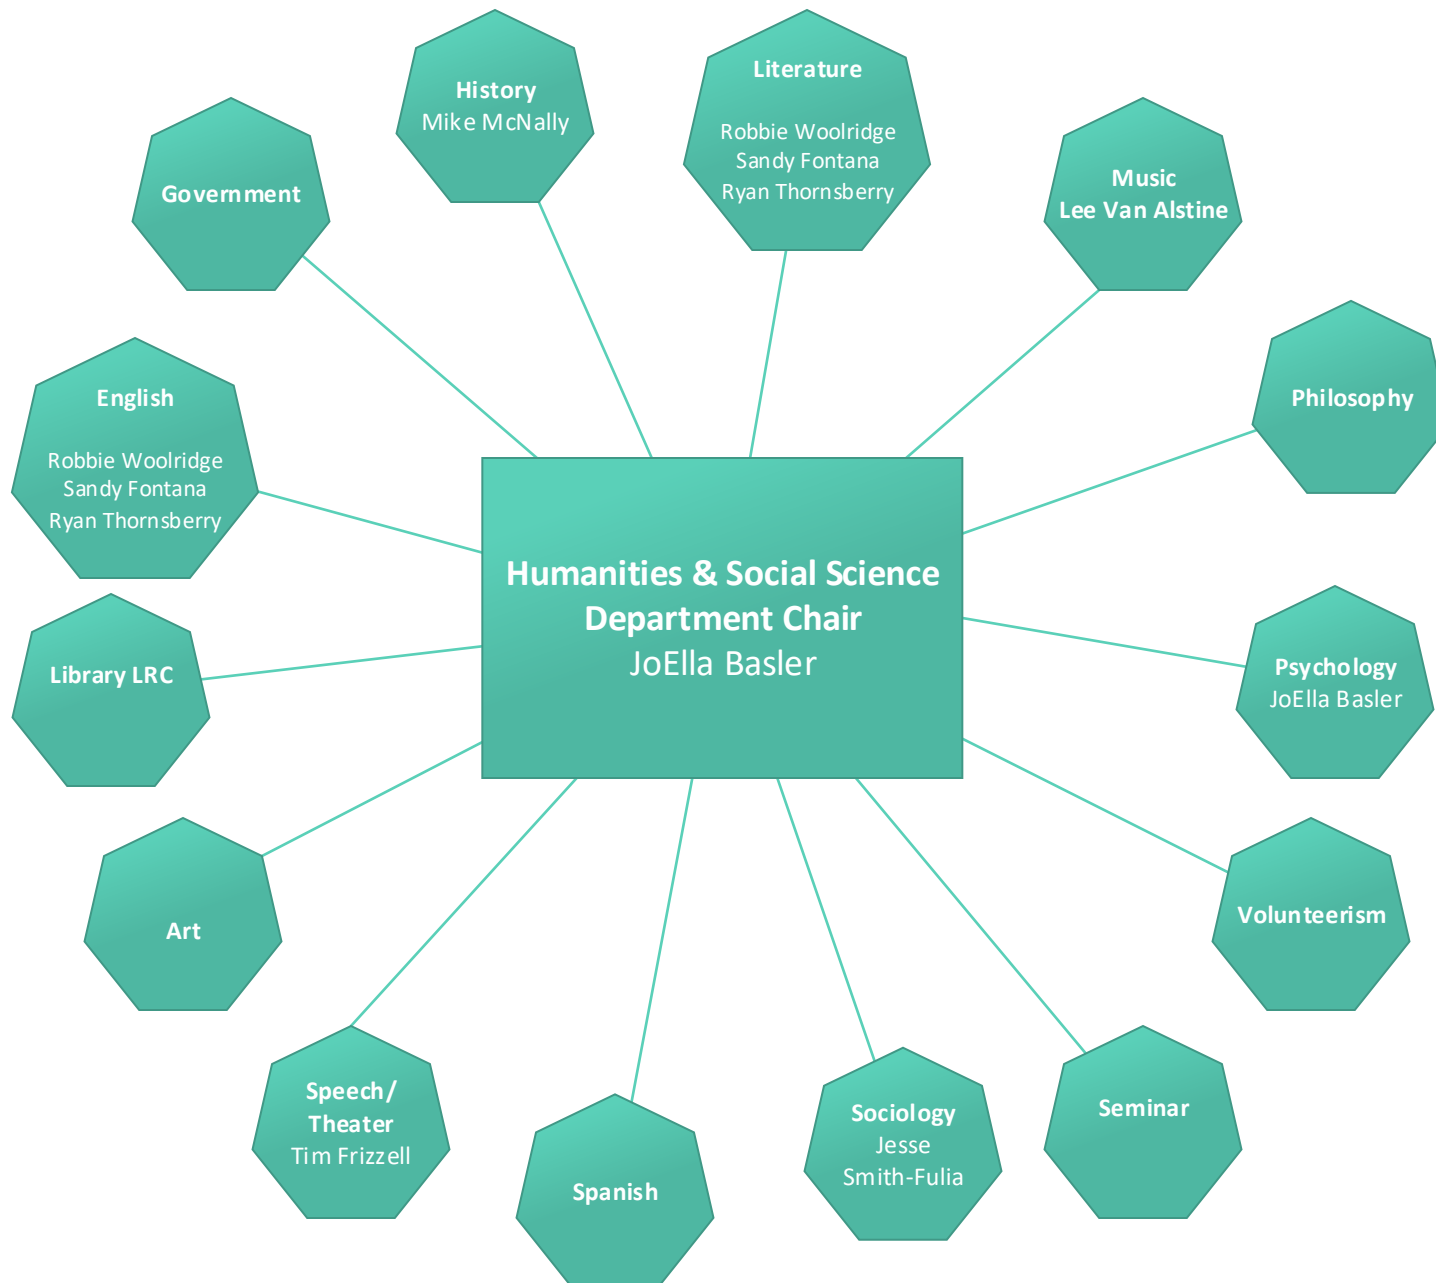 History
Mike McNally
Literature
Robbie Woolridge
Sandy Fontana
Ryan Thornsberry
Government
Music
Lee Van Alstine
English
Robbie Woolridge
Sandy Fontana
Ryan Thornsberry
Philosophy
Humanities & Social Science
Department Chair
JoElla Basler
Library LRC
Psychology
JoElla Basler
Art
Volunteerism
Speech/
Theater
Tim Frizzell
Spanish
Sociology
Jesse
Smith-Fulia
Seminar